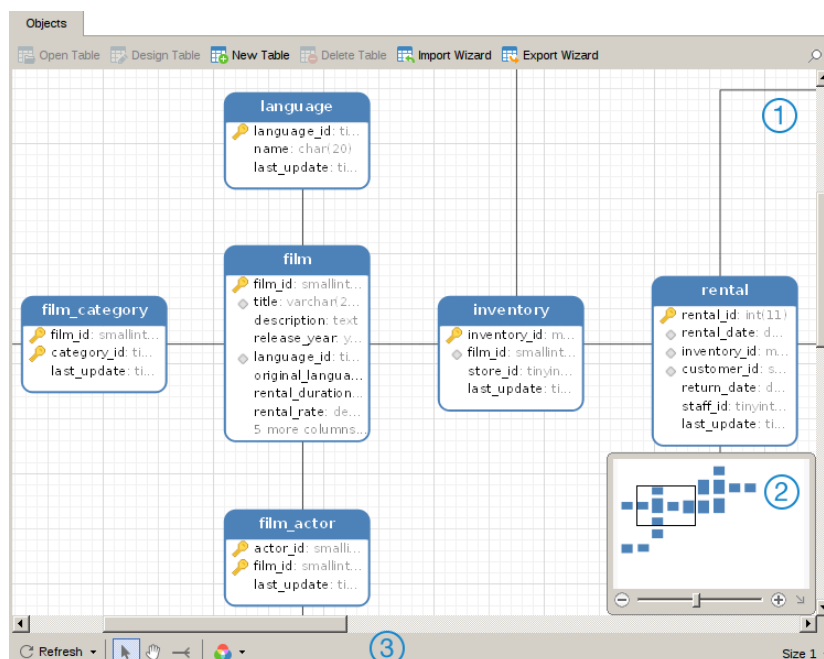 Objects
Open Table Design Table New Table Delete Table Import Wizard Export Wizard
1
language
language_id: ti...
name: char(20)
last_update: ti...
film
film_id: smallint...
title: varchar(2...
description: text
release_year: y...
language_id: ti...
original_langua...
rental_duration...
rental_rate: de...
5 more columns...
film_category
film_id: smallint...
category_id: ti...
last_update: ti...
inventory
inventory_id: m...
film_id: smallint...
store_id: tinyin...
last_update: ti...
rental
rental_id: int(11)
rental_date: d...
inventory_id: m...
customer_id: s...
return_date: d...
staff_id: tinyint...
last_update: ti...
film_actor
actor_id: smalli...
film_id: smallint...
last_update: ti...
2
Refresh
3
Size 1